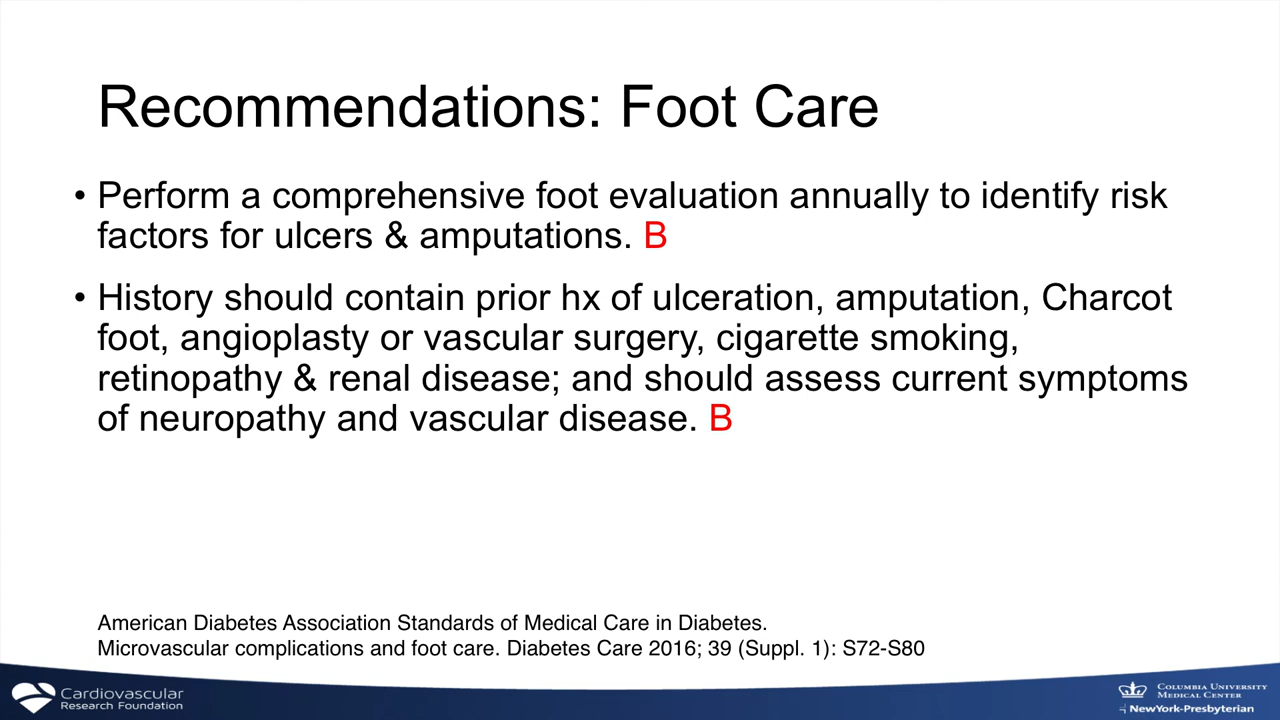 Recommendations: Foot Care
• Perform a comprehensive foot evaluation annually to identify risk
factors for ulcers & amputations. B
• History should contain prior hx of ulceration, amputation, Charcot
foot, angioplasty or vascular surgery, cigarette smoking,
retinopathy & renal disease; and should assess current symptoms
of neuropathy and vascular disease. B
American Diabetes Association Standards of Medical Care in Diabetes.
Microvascular complications and foot care. Diabetes Care 2016; 39 (Suppl. 1): S72-S80
Cardiovascular
Research Foundation
COLUMBIA UNIVERSITY
MEDICAL CENTER
NewYork-Presbyterian